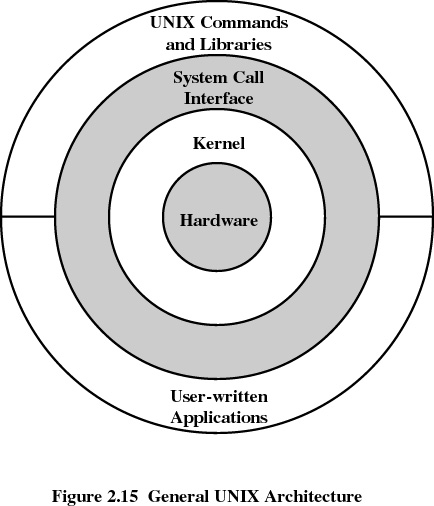 UNIX Commands
and Libraries
System Call
Interface
Kernel
Hardware
User-written
Applications
Figure 2.15 General UNIX Architecture